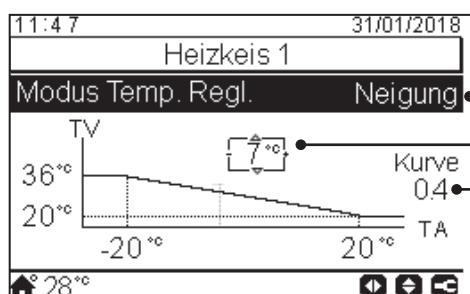 11:47 31/01/2018
Heizkeis 1
Modus Temp. Regl. Neigung
TV
7°C
36°C
Kurve
0.4
20°C
TA
-20°C 20°C
28°C